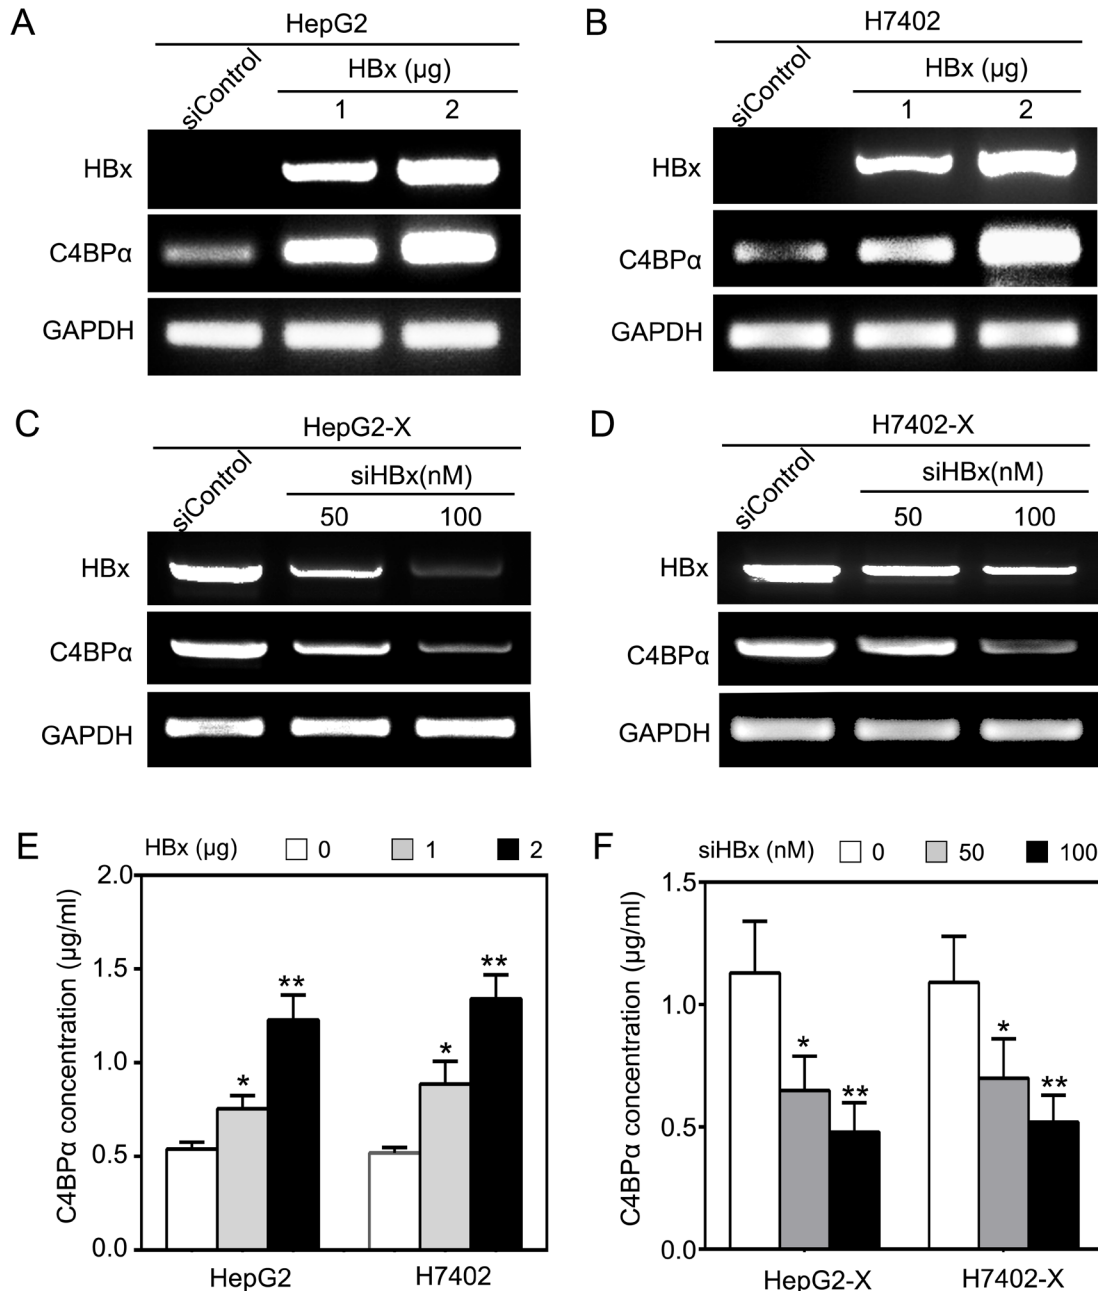 A
HepG2
siControl
HBx (µg)
1 2
HBx
C4BPα
GAPDH
B
H7402
siControl
HBx (µg)
1 2
HBx
C4BPα
GAPDH
C
HepG2-X
siControl
siHBx(nM)
50 100
HBx
C4BPα
GAPDH
D
H7402-X
siControl
siHBx(nM)
50 100
HBx
C4BPα
GAPDH
E
HBx (µg) 0 1 2
C4BPα concentration (µg/ml)
2.0
**
**
1.5
*
*
1.0
0.5
0.0
HepG2 H7402
F
siHBx (nM) 0 50 100
C4BPα concentration (µg/ml)
1.5
1.0
*
*
**
**
0.5
0.0
HepG2-X H7402-X